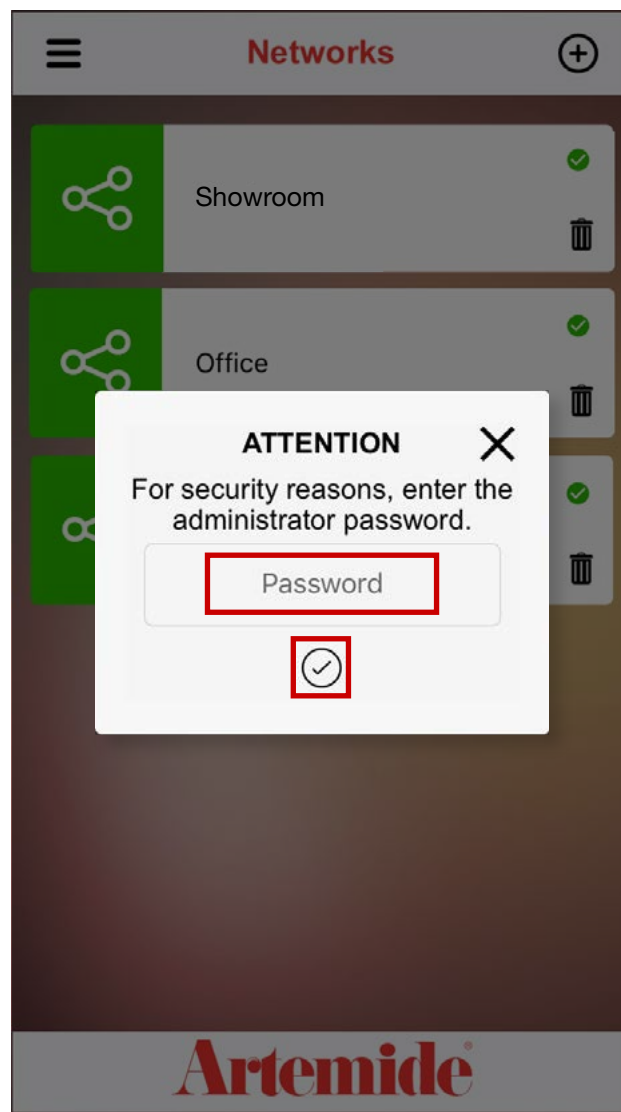 Networks
Showroom
Office
ATTENTION
For security reasons, enter the
administrator password.
Password
Artemide®